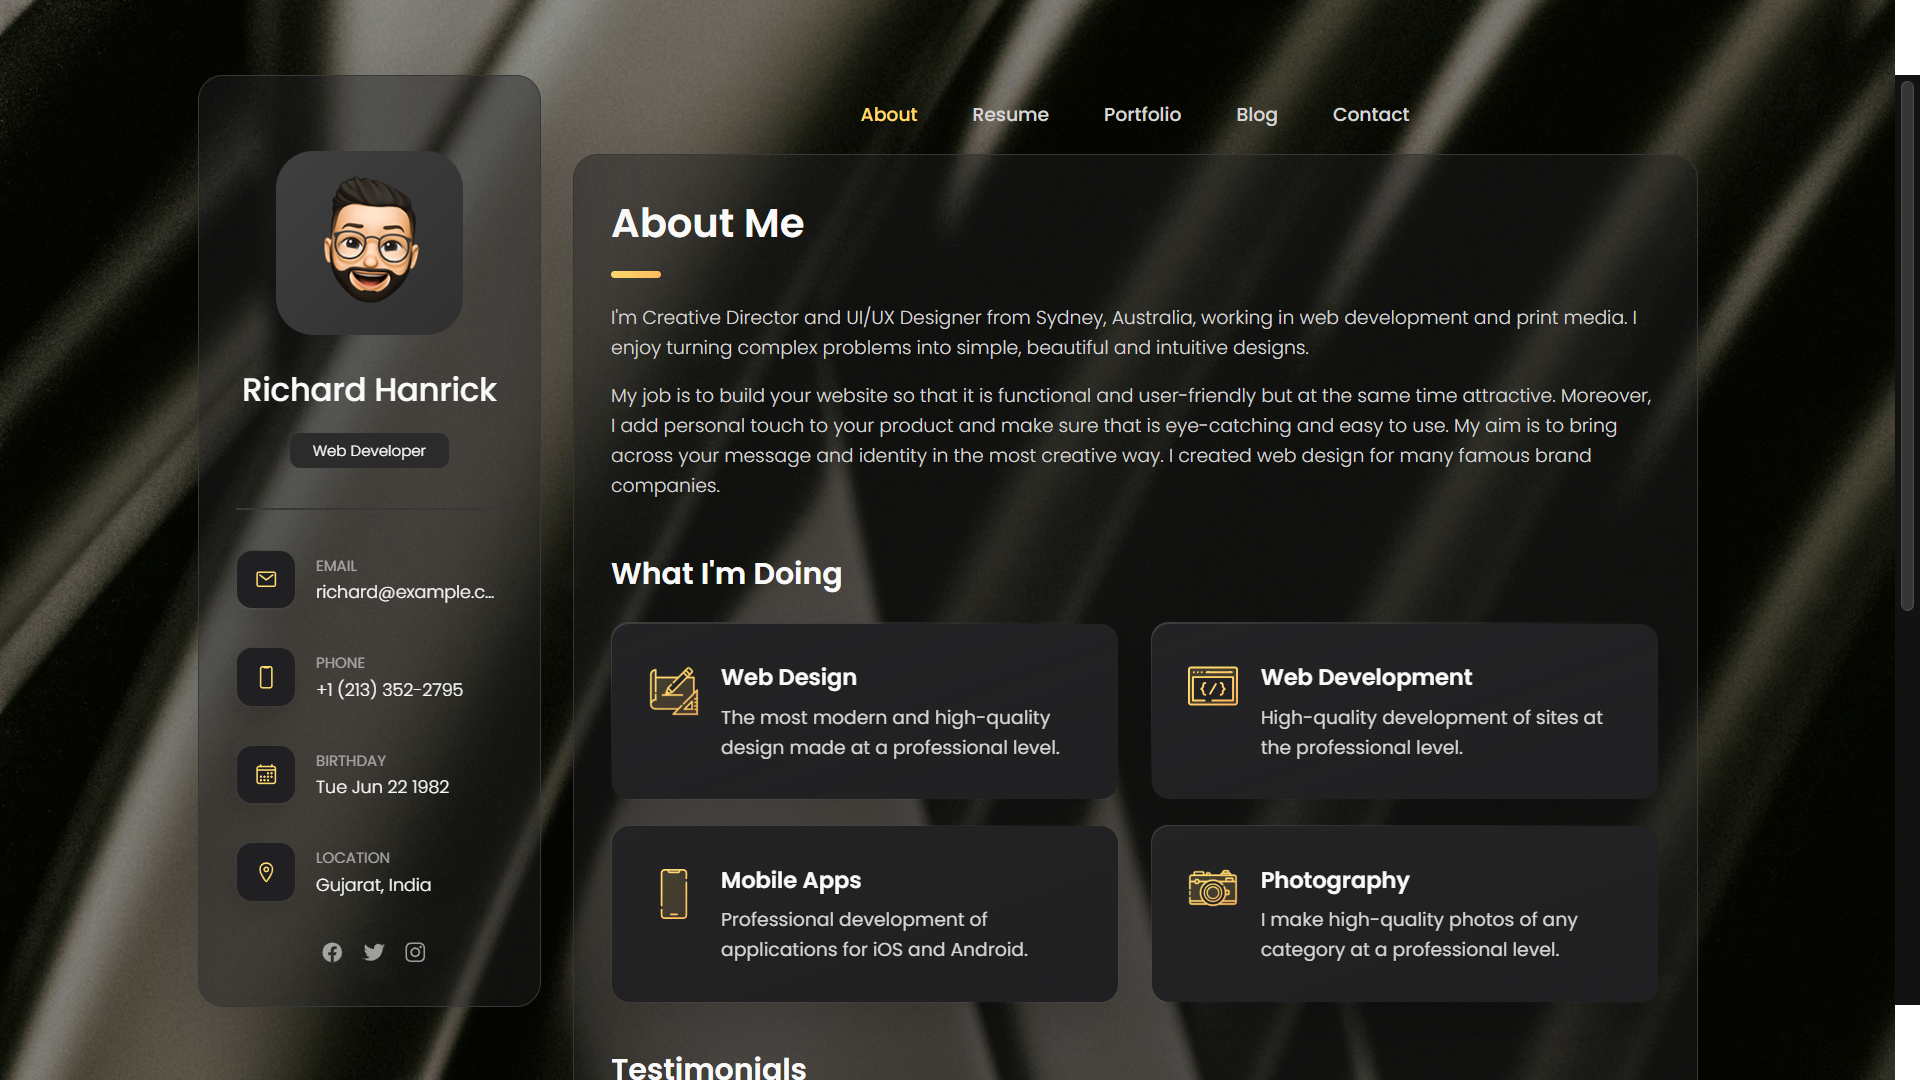 Richard Hanrick
Web Developer
EMAIL
richard@example.c...
PHONE
+1 (213) 352-2795
BIRTHDAY
Tue Jun 22 1982
LOCATION
Gujarat, India
About Resume Portfolio Blog Contact
About Me
I'm Creative Director and UI/UX Designer from Sydney, Australia, working in web development and print media. I
enjoy turning complex problems into simple, beautiful and intuitive designs.
My job is to build your website so that it is functional and user-friendly but at the same time attractive. Moreover,
I add personal touch to your product and make sure that is eye-catching and easy to use. My aim is to bring
across your message and identity in the most creative way. I created web design for many famous brand
companies.
What I'm Doing
Web Design
The most modern and high-quality
design made at a professional level.
Web Development
High-quality development of sites at
the professional level.
Mobile Apps
Professional development of
applications for iOS and Android.
Photography
I make high-quality photos of any
category at a professional level.
Testimonials